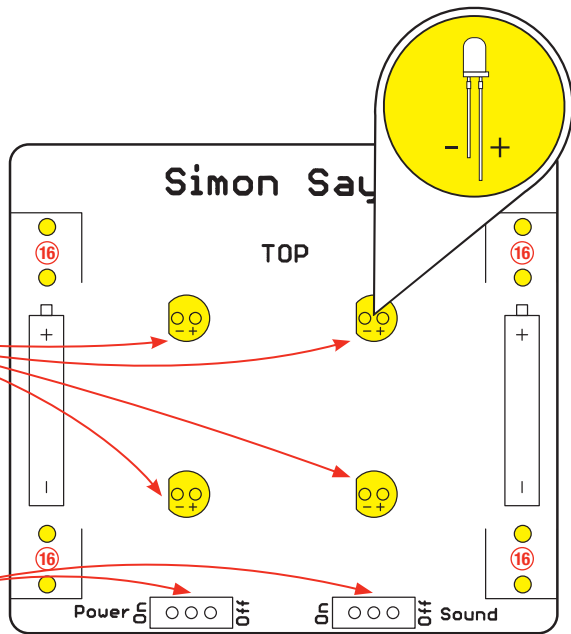 - +
Simon Say
TOP
16 16
+ +
- + - +
- -
- + - +
16 16
Power On Off On Off Sound